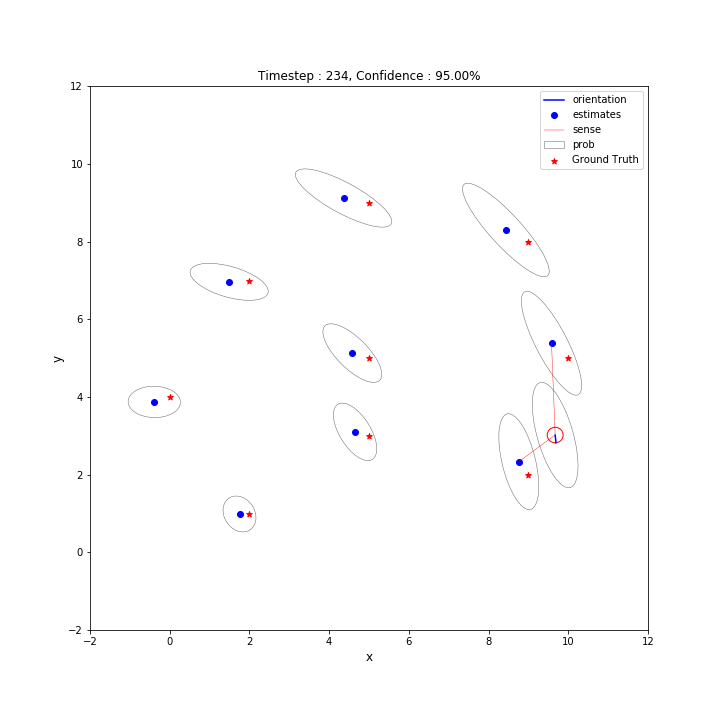 Timestep : 234, Confidence : 95.00%
orientation
estimates
sense
prob
Ground Truth
12
10
8
6
4
2
0
−2
y
−2 0 2 4 6 8 10 12
x